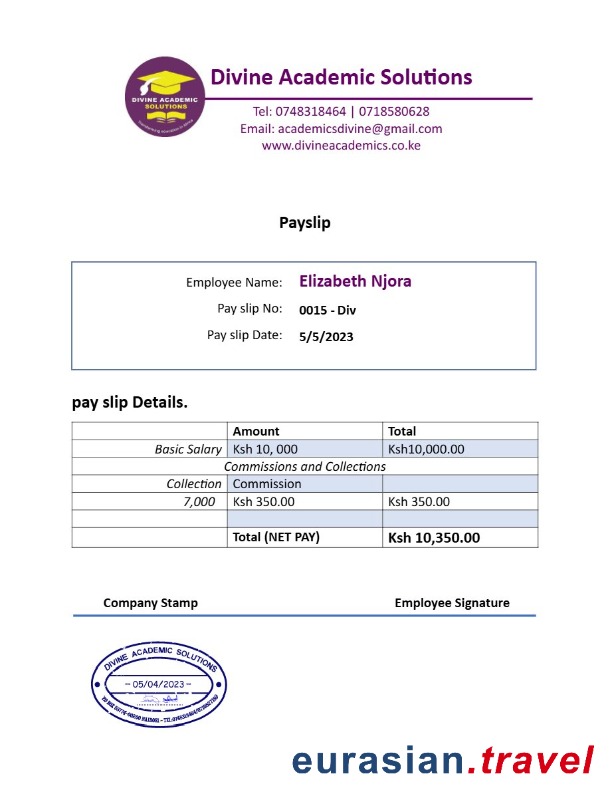 Divine Academic Solutions
DIVINE ACADEMIC
SOLUTIONS
Tel: 0748318464 | 0718580628
Email: academicsdivine@gmail.com
www.divineacademics.co.ke
Payslip
Employee Name: Elizabeth Njora
Pay slip No: 0015 - Div
Pay slip Date: 5/5/2023
pay slip Details.
Amount Total
Basic Salary Ksh 10, 000 Ksh10,000.00
Commissions and Collections
Collection Commission
7,000 Ksh 350.00 Ksh 350.00
Total (NET PAY) Ksh 10,350.00
Company Stamp Employee Signature
DIVINE ACADEMIC SOLUTIONS
-- 05/04/2023 --
eurasian.travel